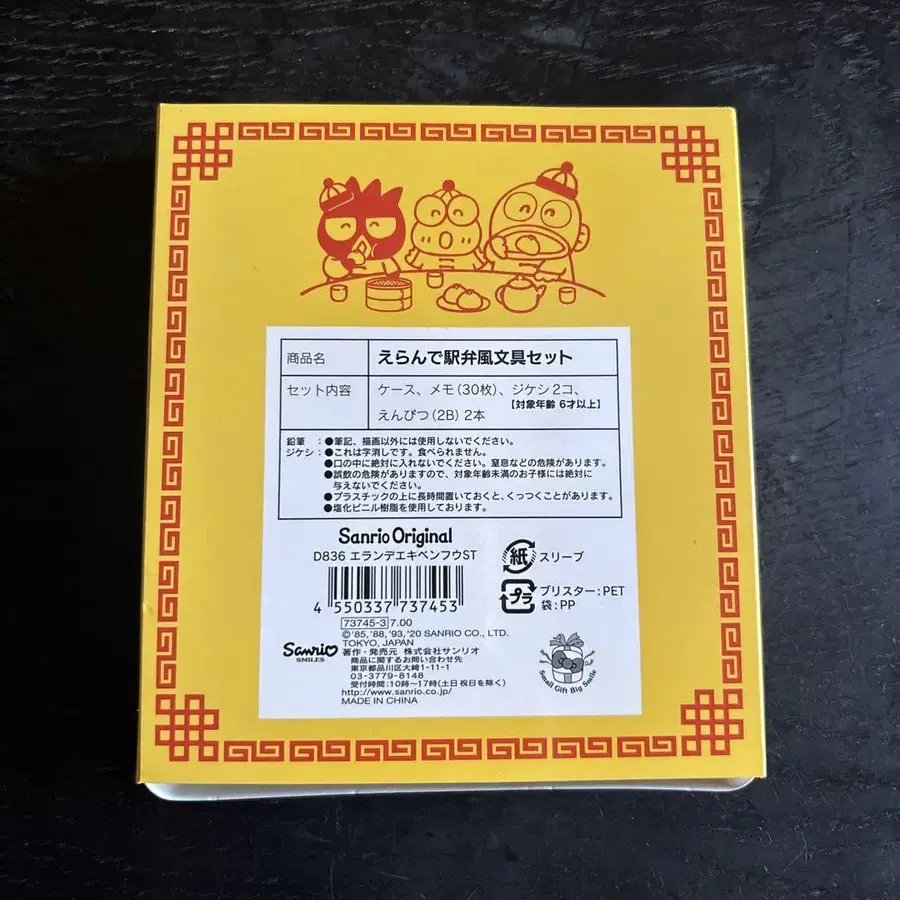 商品名 えらんで駅弁風文具セット
セット内容 ケース、メモ(30枚)、ジケシ2コ、
えんぴつ(2B) 2本 【対象年齢 6才以上】
鉛筆 :●筆記、描画以外には使用しないでください。
ジケシ:●これは字消しです。食べられません。
●口の中に絶対に入れないでください。窒息などの危険があります。
●誤飲の危険がありますので、対象年齢未満のお子様には絶対に
与えないでください。
●プラスチックの上に長時間置いておくと、くっつくことがあります。
●塩化ビニル樹脂を使用しております。
Sanrio Original
D836 エランデエキベンフウST
4 550337 737453
73745-3 7.00
紙 スリーブ
プラ ブリスター:PET
袋:PP
©'85,'88,'93,'20 SANRIO CO., LTD.
TOKYO, JAPAN
Sanrio SMILES
著作・発売元 株式会社サンリオ
商品に関するお問い合わせ先
東京都品川区大崎1-11-1
03-3779-8148
受付時間:10時〜17時(土日祝日を除く)
http://www.sanrio.co.jp/
MADE IN CHINA
Small Gift Big Smile